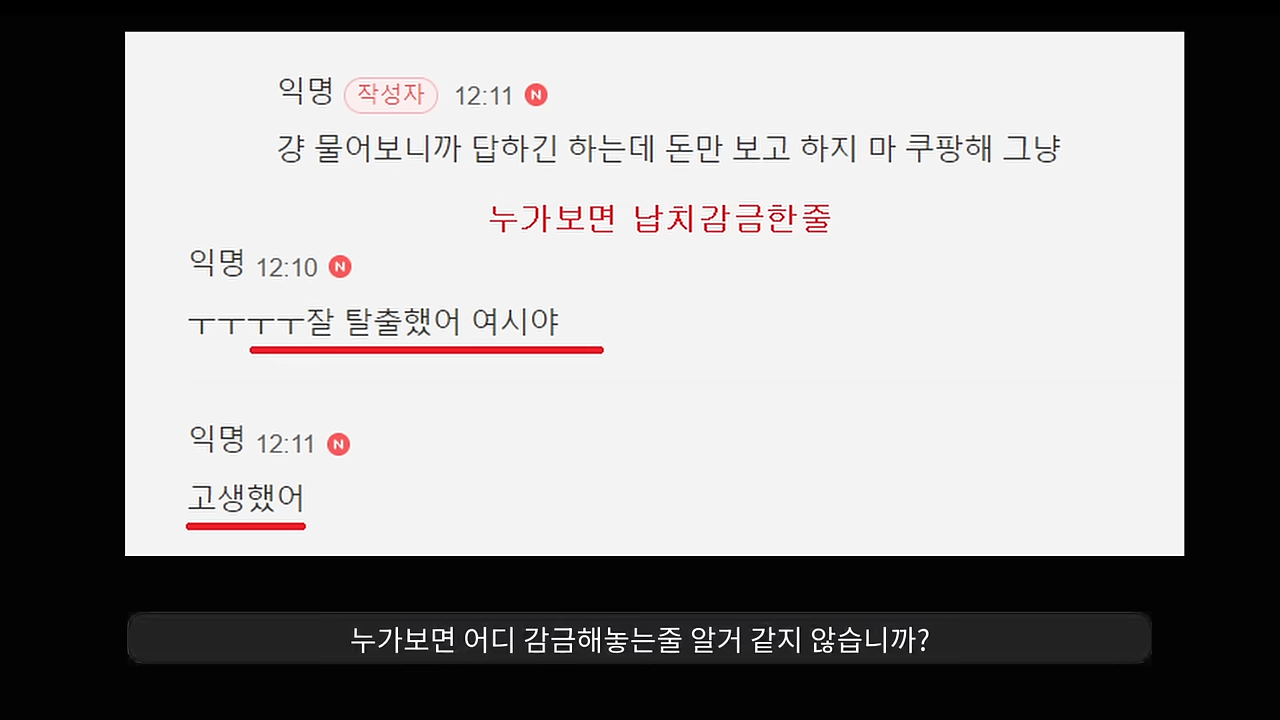 익명 작성자 12:11 N
걍 물어보니까 답하긴 하는데 돈만 보고 하지 마 쿠팡해 그냥
누가보면 납치감금한줄
익명 12:10 N
ㅜㅜㅜㅜ잘 탈출했어 여시야
익명 12:11 N
고생했어
누가보면 어디 감금해놓는줄 알거 같지 않습니까?